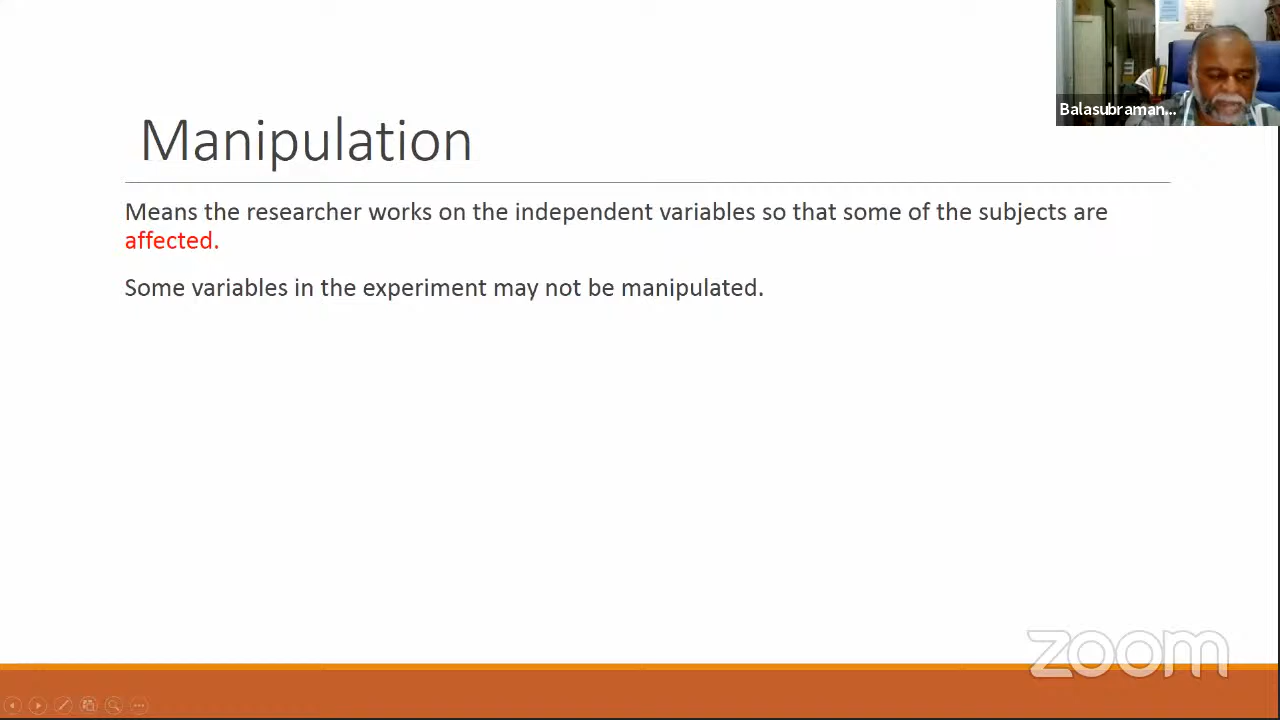 Balasubraman...
Manipulation
Means the researcher works on the independent variables so that some of the subjects are
affected.
Some variables in the experiment may not be manipulated.
zoom